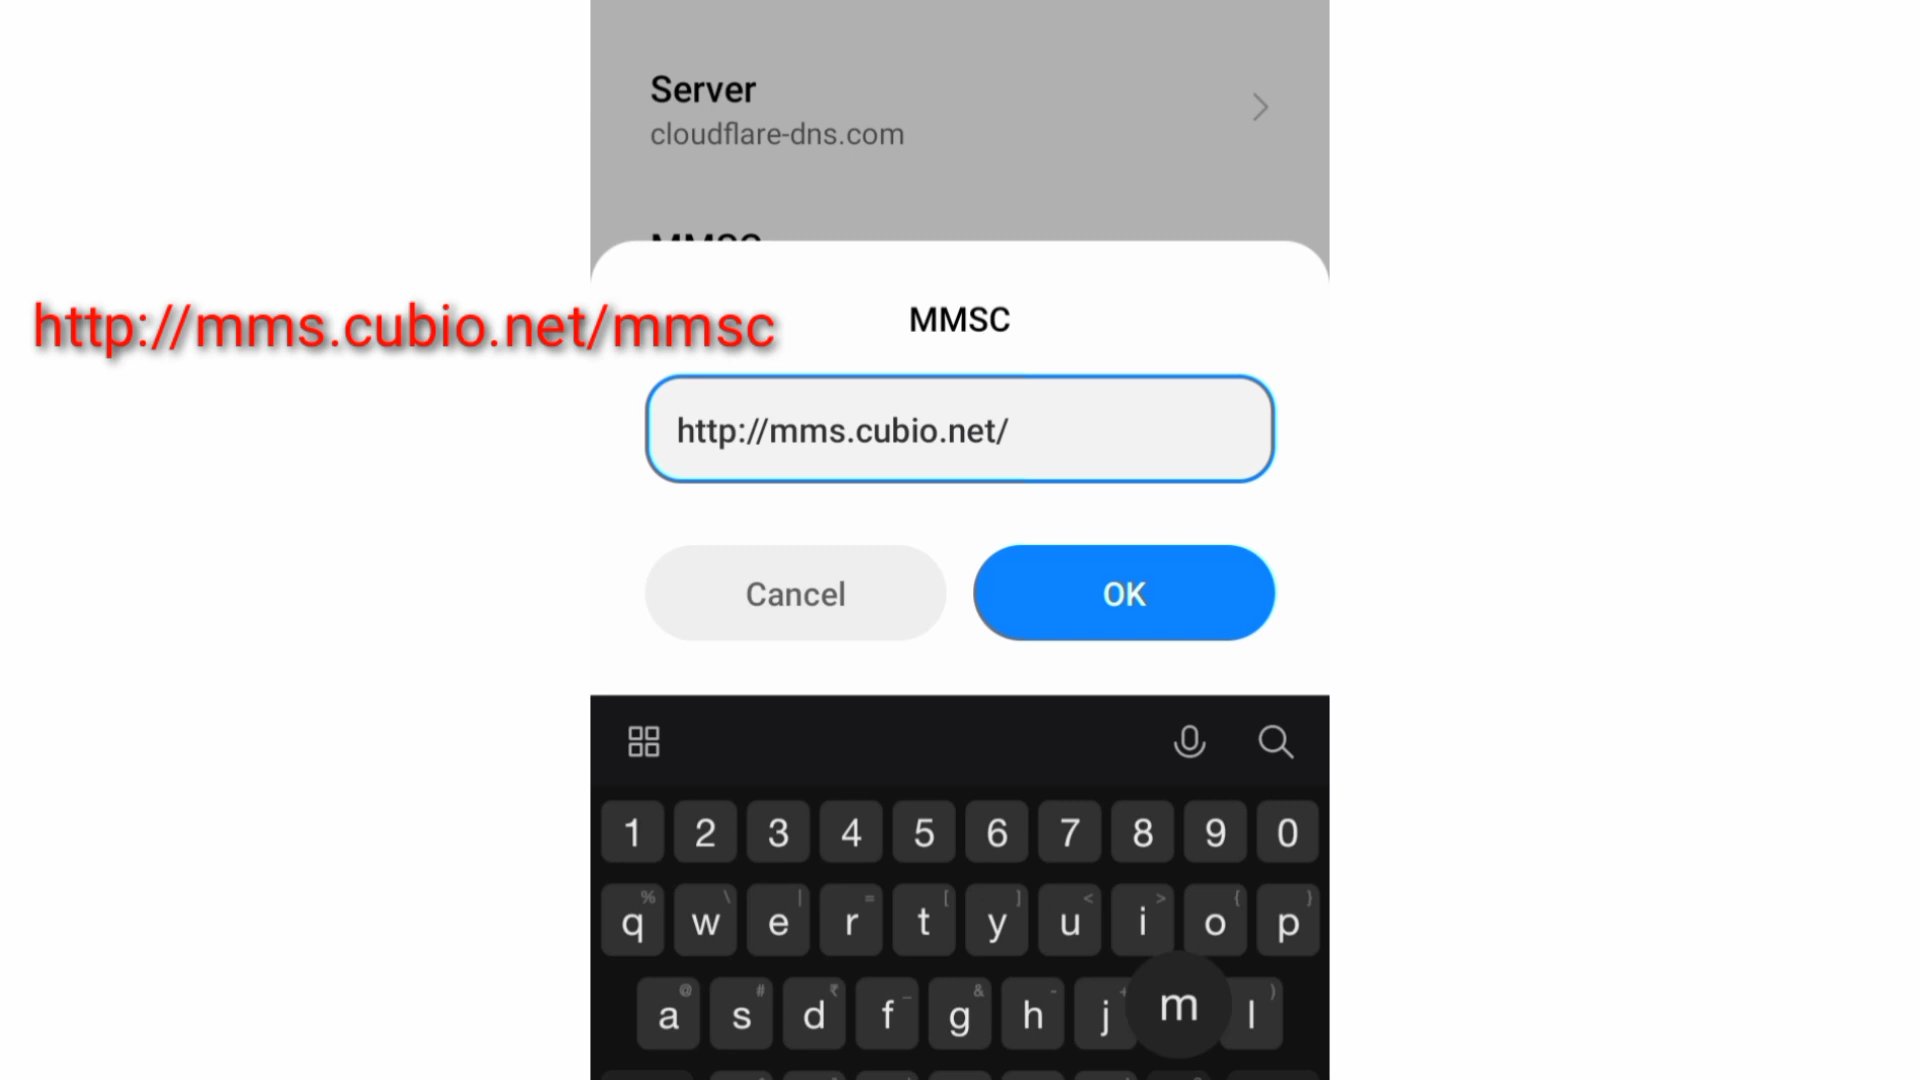 Server
cloudflare-dns.com
MMSC
http://mms.cubio.net/mmsc
MMSC
http://mms.cubio.net/
Cancel
OK
1 2 3 4 5 6 7 8 9 0
% \ | = [ ] < > { }
q w e r t y u i o p
@ # ₹ _ & - + )
a s d f g h j m l